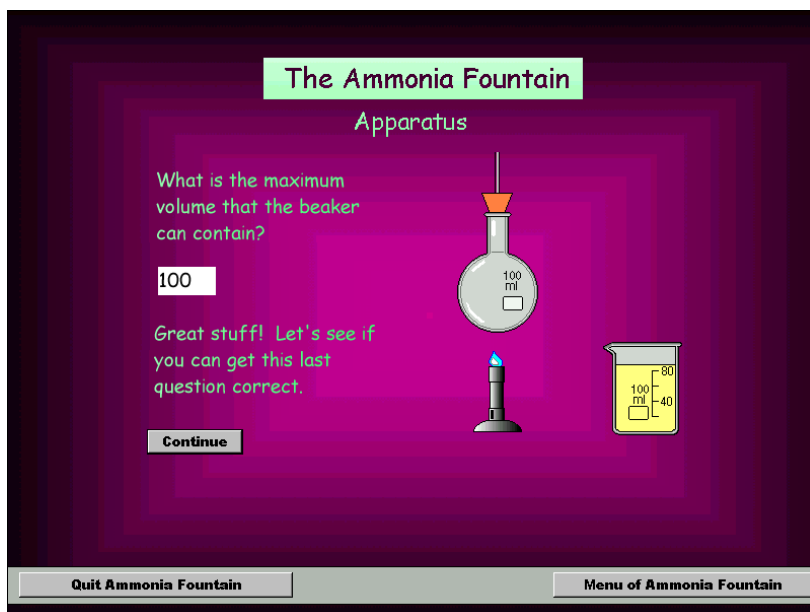 The Ammonia Fountain
Apparatus
What is the maximum
volume that the beaker
can contain?
100
Great stuff! Let's see if
you can get this last
question correct.
Continue
100
ml
100
ml
80
40
Quit Ammonia Fountain
Menu of Ammonia Fountain